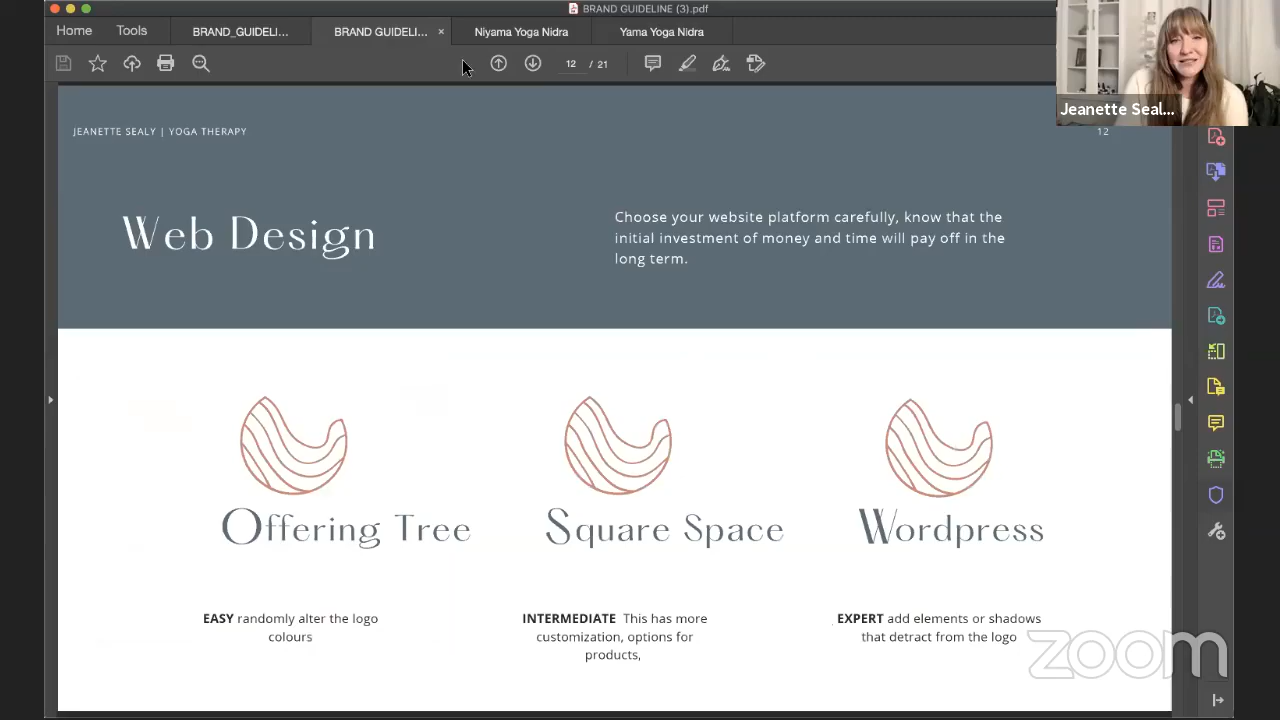 BRAND GUIDELINE (3).pdf
Home
Tools
BRAND_GUIDELI...
BRAND GUIDELI...
×
Niyama Yoga Nidra
Yama Yoga Nidra
12 / 21
Jeanette Seal...
JEANETTE SEALY | YOGA THERAPY
12
Web Design
Choose your website platform carefully, know that the
initial investment of money and time will pay off in the
long term.
Offering Tree
Square Space
Wordpress
EASY randomly alter the logo
colours
INTERMEDIATE This has more
customization, options for
products,
EXPERT add elements or shadows
that detract from the logo
zoom